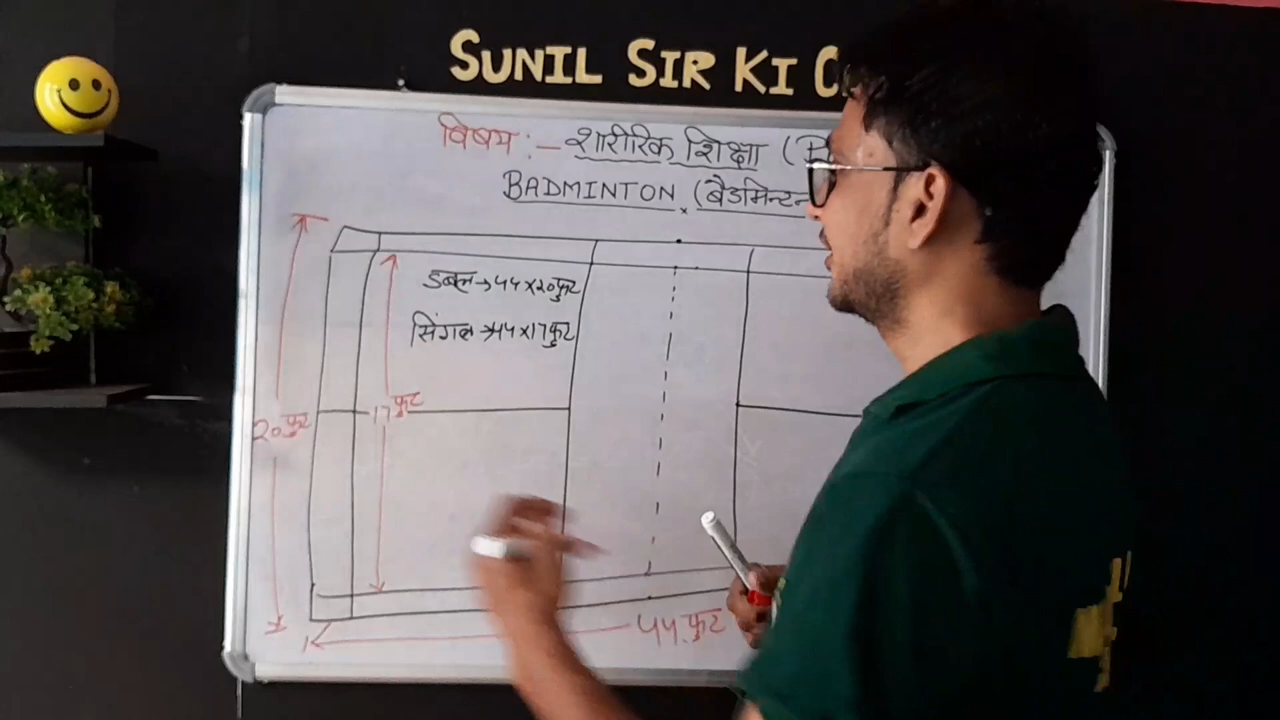 SUNIL SIR KI
विषय :- शारीरिक शिक्षा (P
BADMINTON (बैडमिन्टन
डबल → 44 x 20 फुट
सिंगल → 44 x 17 फुट
20 फुट
17 फुट
44 फुट